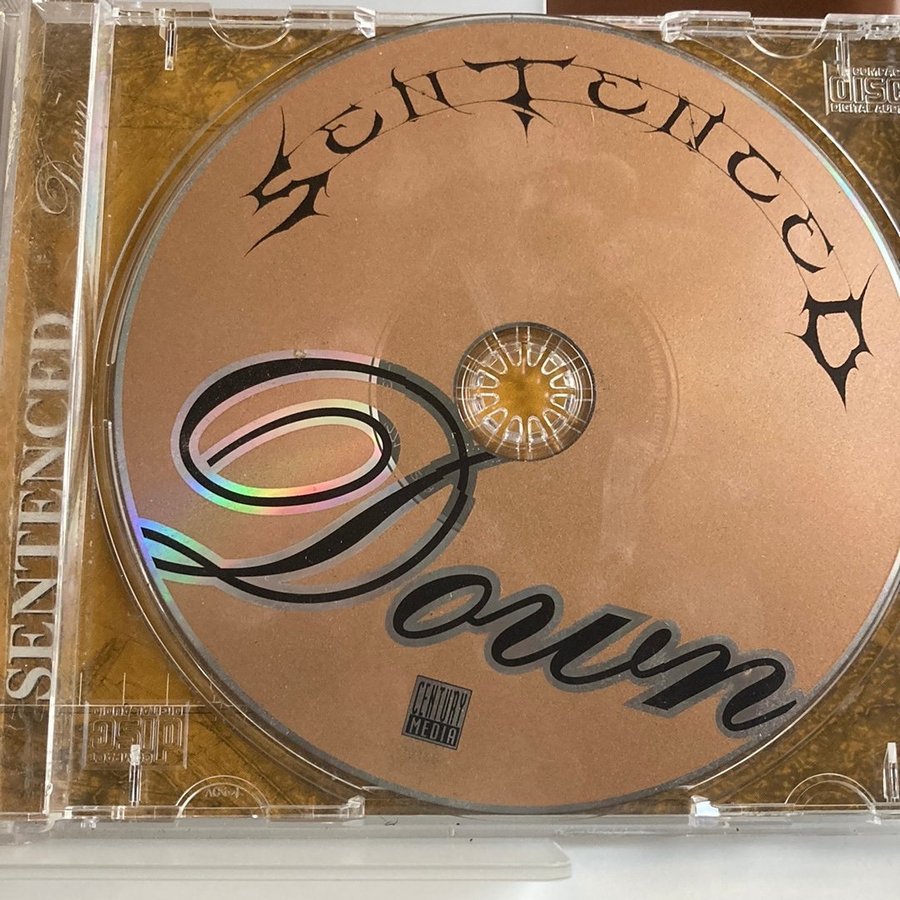 SENTENCED
Down
CENTURY
MEDIA
SENTENCED
Down
COMPACT
DISC
DIGITAL AUDIO